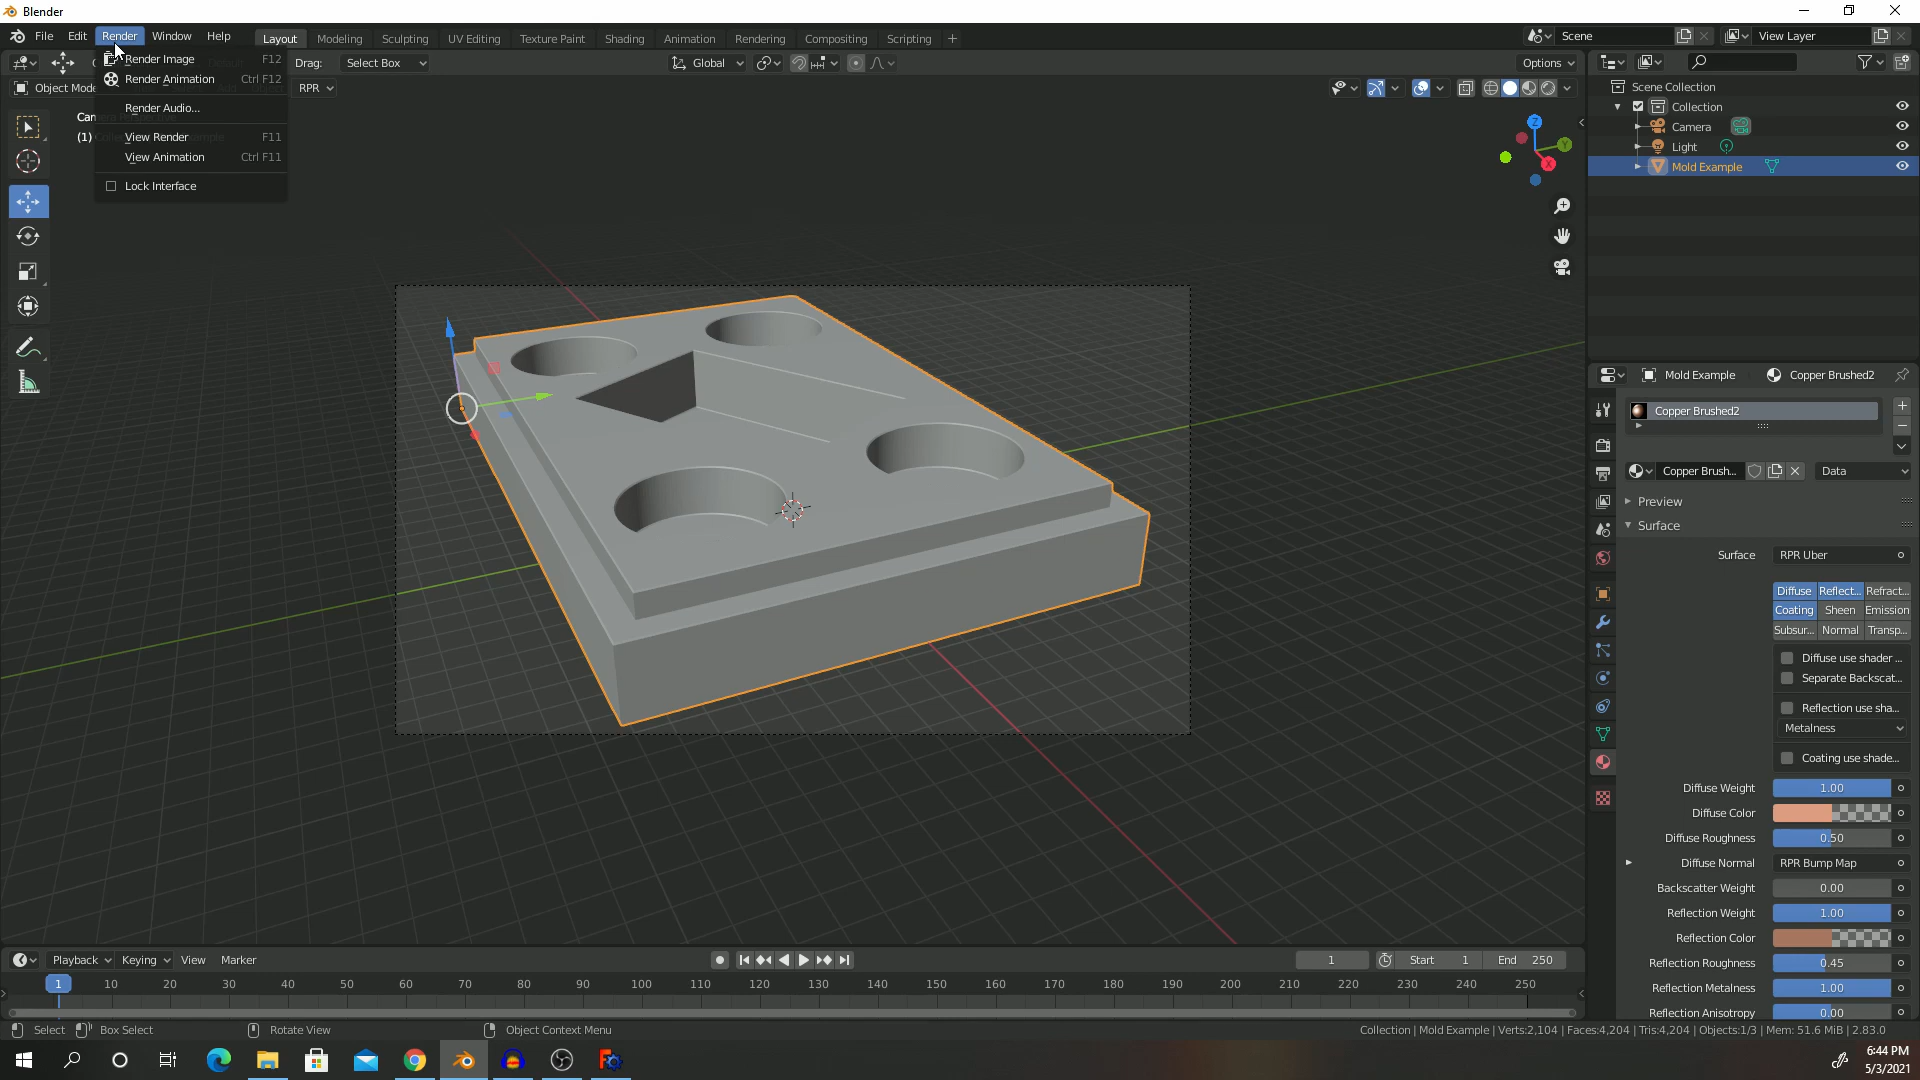 Blender
File Edit Render Window Help Layout Modeling Sculpting UV Editing Texture Paint Shading Animation Rendering Compositing Scripting Scene View Layer
Render Image F12
Render Animation Ctrl F12
Render Audio...
View Render F11
View Animation Ctrl F11
Lock Interface
Drag: Select Box Global Options
Object Mode RPR
(1)
Z
Y
X
Scene Collection
Collection
Camera
Light
Mold Example
Mold Example Copper Brushed2
Copper Brushed2
Copper Brush... Data
Preview
Surface
Surface RPR Uber
Diffuse Reflect... Refract...
Coating Sheen Emission
Subsur... Normal Transp...
Diffuse use shader ...
Separate Backscat...
Reflection use sha...
Metalness
Coating use shade...
Diffuse Weight 1.00
Diffuse Color
Diffuse Roughness 0.50
Diffuse Normal RPR Bump Map
Backscatter Weight 0.00
Reflection Weight 1.00
Reflection Color
Reflection Roughness 0.45
Reflection Metalness 1.00
Reflection Anisotropy 0.00
Playback Keying View Marker 1 Start 1 End 250
1 10 20 30 40 50 60 70 80 90 100 110 120 130 140 150 160 170 180 190 200 210 220 230 240 250
Select Box Select Rotate View Object Context Menu Collection | Mold Example | Verts:2,104 | Faces:4,204 | Tris:4,204 | Objects:1/3 | Mem: 51.6 MiB | 2.83.0
6:44 PM
5/3/2021